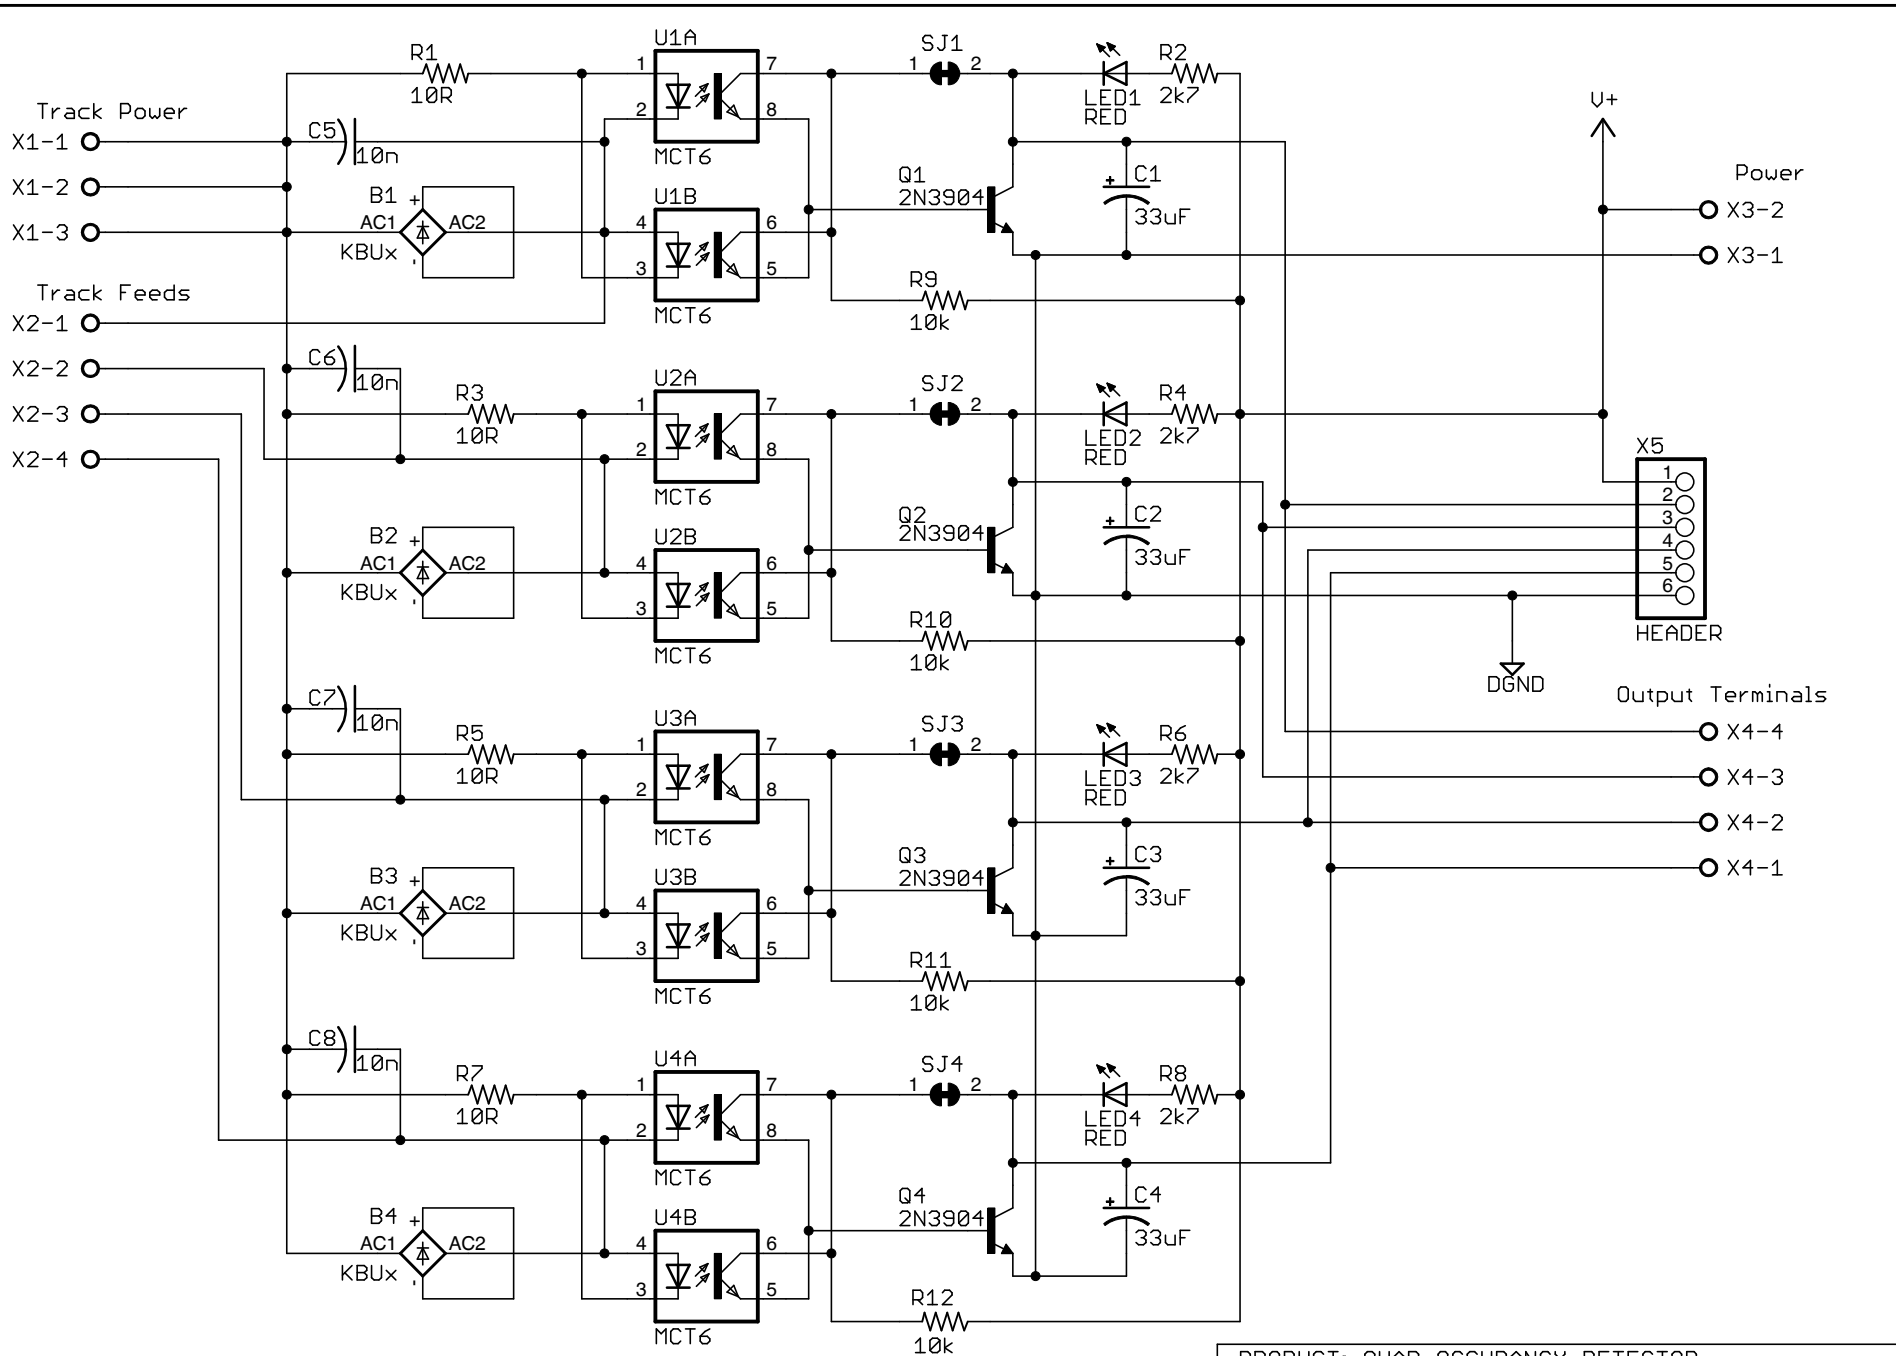 Track Power
X1-1
X1-2
X1-3
Track Feeds
X2-1
X2-2
X2-3
X2-4
R1
10R
C5
10n
B1
+
AC1
AC2
KBUx
-
U1A
1
2
7
8
MCT6
U1B
4
3
6
5
MCT6
SJ1
1
2
LED1
RED
R2
2k7
Q1
2N3904
+
C1
33uF
R9
10k
C6
10n
R3
10R
B2
+
AC1
AC2
KBUx
-
U2A
1
2
7
8
MCT6
U2B
4
3
6
5
MCT6
SJ2
1
2
LED2
RED
R4
2k7
Q2
2N3904
+
C2
33uF
R10
10k
C7
10n
R5
10R
B3
+
AC1
AC2
KBUx
-
U3A
1
2
7
8
MCT6
U3B
4
3
6
5
MCT6
SJ3
1
2
LED3
RED
R6
2k7
Q3
2N3904
+
C3
33uF
R11
10k
C8
10n
R7
10R
B4
+
AC1
AC2
KBUx
-
U4A
1
2
7
8
MCT6
U4B
4
3
6
5
MCT6
SJ4
1
2
LED4
RED
R8
2k7
Q4
2N3904
+
C4
33uF
R12
10k
V+
Power
X3-2
X3-1
X5
1
2
3
4
5
6
HEADER
DGND
Output Terminals
X4-4
X4-3
X4-2
X4-1
PRODUCT: QUAD OCCUPANCY DETECTOR